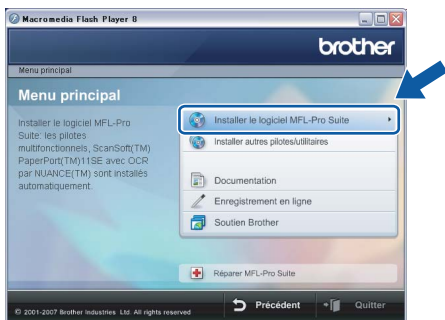 Macromedia Flash Player 8
brother
Menu principal
Menu principal
Installer le logiciel MFL-Pro
Suite: les pilotes
multifonctionnels, ScanSoft(TM)
PaperPort(TM)11SE avec OCR
par NUANCE(TM) sont installés
automatiquement.
Installer le logiciel MFL-Pro Suite
Installer autres pilotes/utilitaires
Documentation
Enregistrement en ligne
Soutien Brother
Réparer MFL-Pro Suite
© 2001-2007 Brother Industries Ltd. All rights reserved
Précédent
Quitter